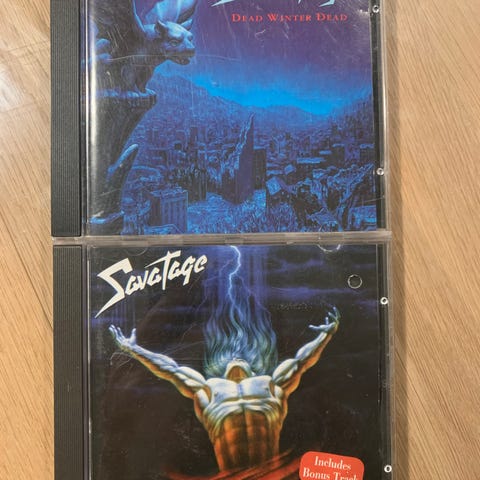 Dead Winter Dead
Savatage
Includes
Bonus Track